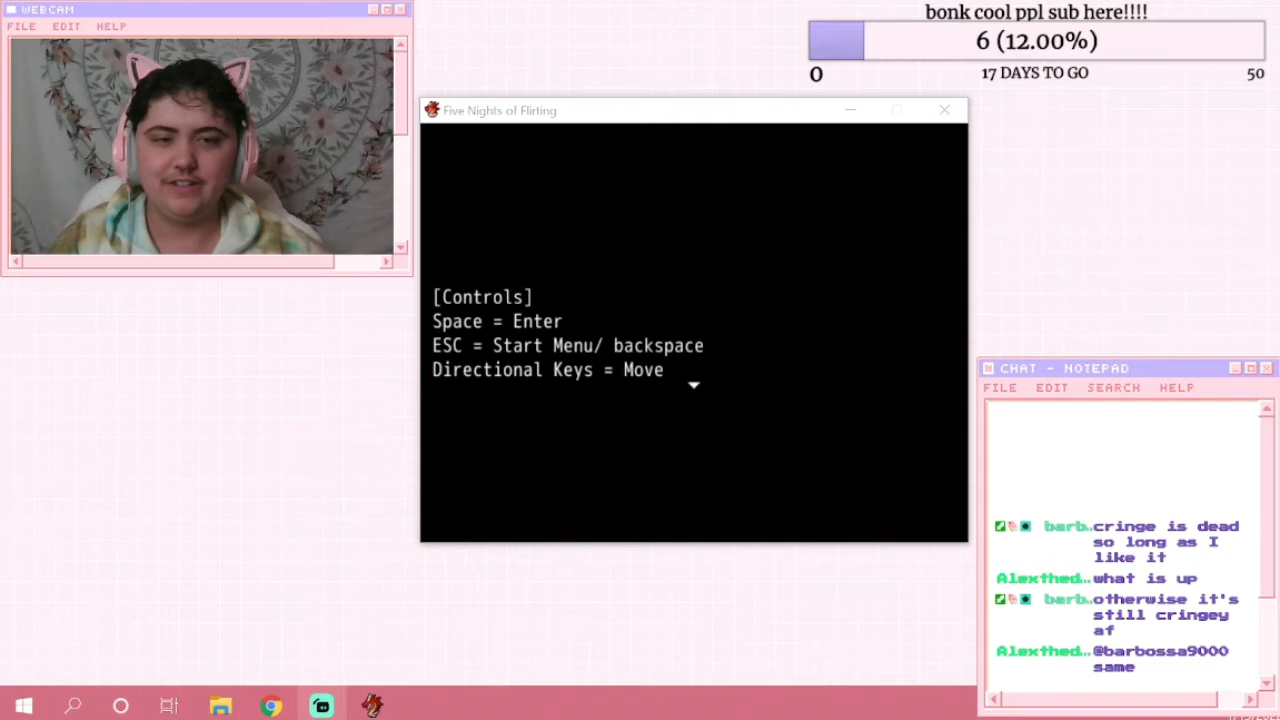 WEBCAM
FILE EDIT HELP
bonk cool ppl sub here!!!!
6 (12.00%)
0 17 DAYS TO GO 50
Five Nights of Flirting
[Controls]
Space = Enter
ESC = Start Menu/ backspace
Directional Keys = Move
CHAT - NOTEPAD
FILE EDIT SEARCH HELP
barb..cringe is dead
so long as I
like it
Alexthed..what is up
barb..otherwise it's
still cringey
af
Alexthed..@barbossa9000
same